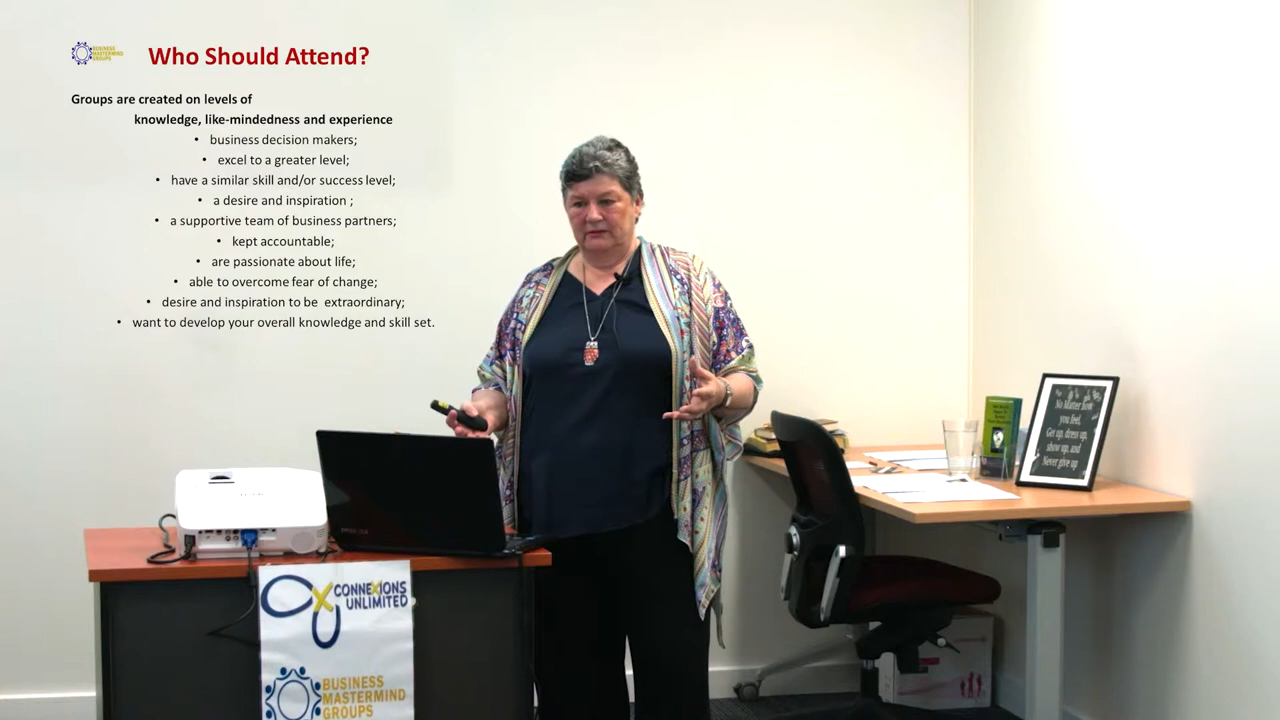 BUSINESS
MASTERMIND
GROUPS
Who Should Attend?
Groups are created on levels of
knowledge, like-mindedness and experience
• business decision makers;
• excel to a greater level;
• have a similar skill and/or success level;
• a desire and inspiration ;
• a supportive team of business partners;
• kept accountable;
• are passionate about life;
• able to overcome fear of change;
• desire and inspiration to be extraordinary;
• want to develop your overall knowledge and skill set.
No Matter how
you feel,
Get up, dress up,
show up, and
Never give up
CONNEXIONS
UNLIMITED
BUSINESS
MASTERMIND
GROUPS